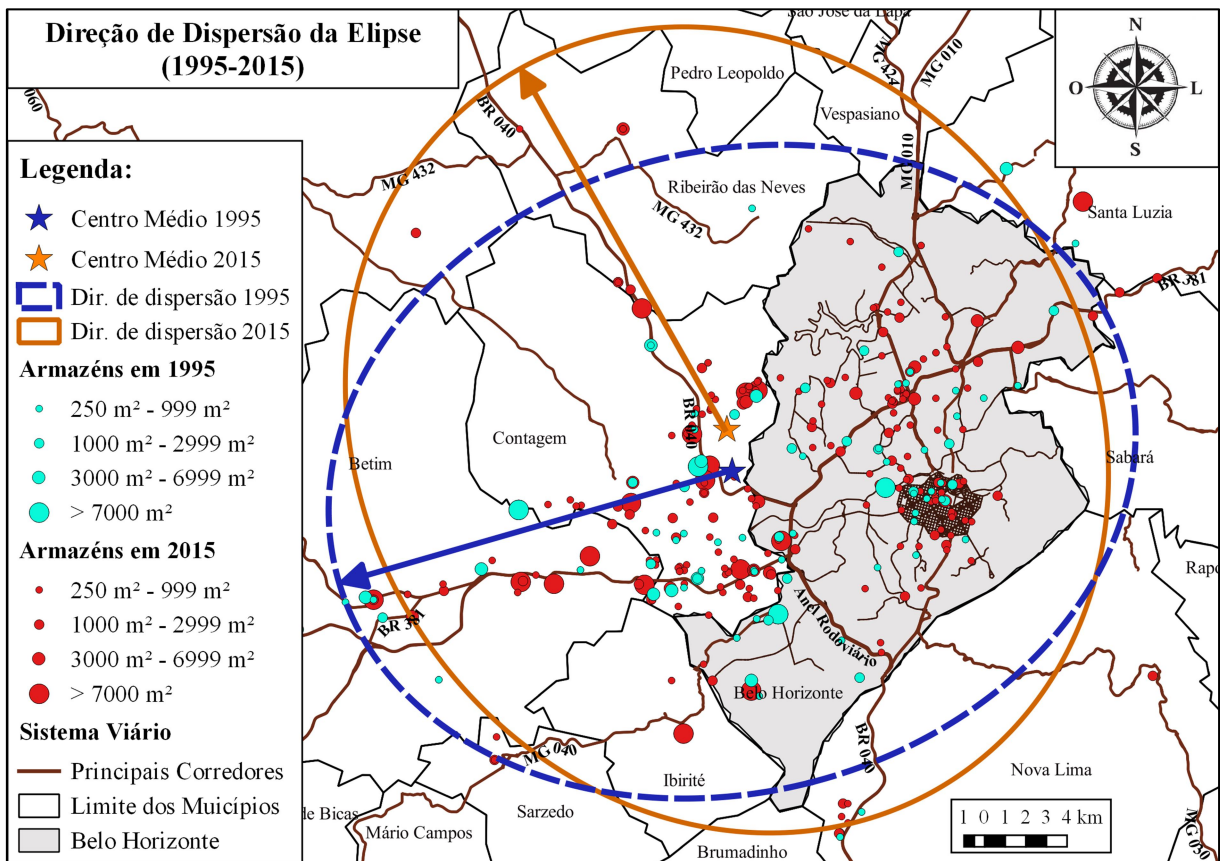 Direção de Dispersão da Elipse
(1995-2015)
Legenda:
Centro Médio 1995
Centro Médio 2015
Dir. de dispersão 1995
Dir. de dispersão 2015
Armazéns em 1995
250 m² - 999 m²
1000 m² - 2999 m²
3000 m² - 6999 m²
> 7000 m²
Armazéns em 2015
250 m² - 999 m²
1000 m² - 2999 m²
3000 m² - 6999 m²
> 7000 m²
Sistema Viário
Principais Corredores
Limite dos Muicípios
Belo Horizonte
N
O
L
S
São José da Lapa
MG 424
MG 010
Pedro Leopoldo
Vespasiano
060
BR 040
MG 432
MG 010
Ribeirão das Neves
MG 432
Santa Luzia
BR 381
BR 040
Contagem
Betim
Sabará
BR 381
Anel Rodoviário
Belo Horizonte
BR 040
MG 040
Ibirité
Nova Lima
Sarzedo
de Bicas
Mário Campos
Brumadinho
MG 030
Rapo
1 0 1 2 3 4 km